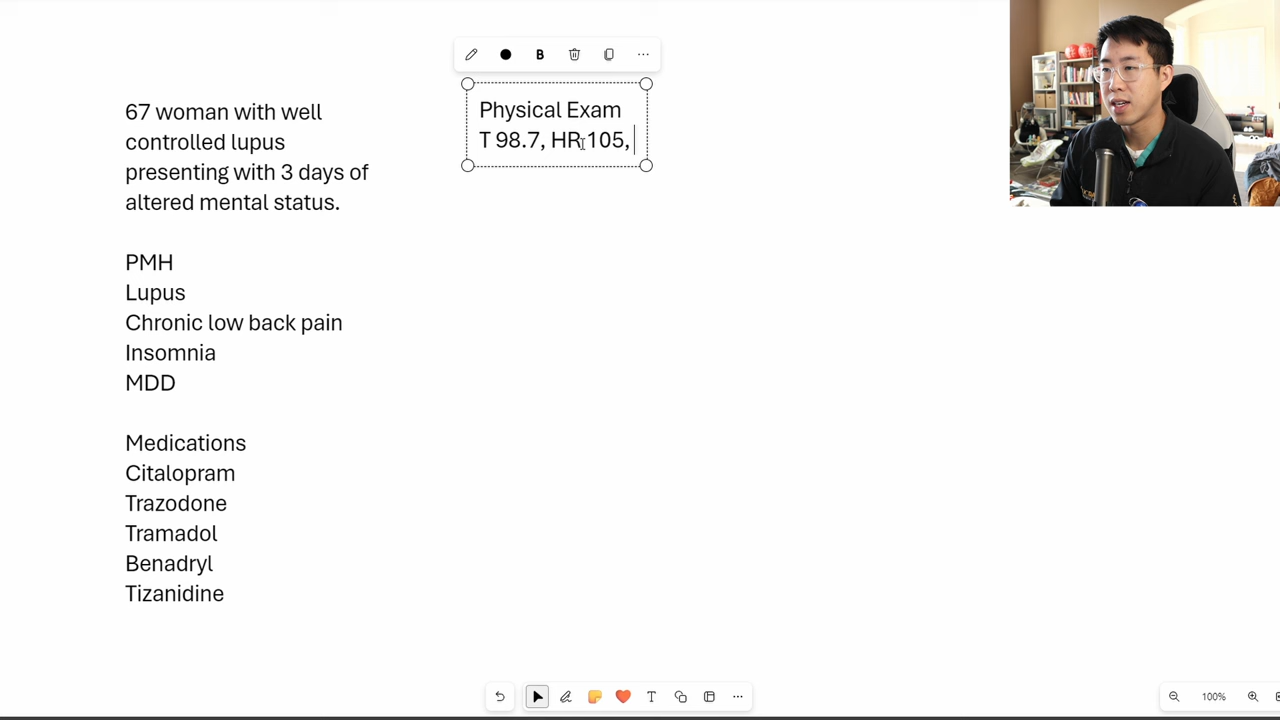 67 woman with well
controlled lupus
presenting with 3 days of
altered mental status.
PMH
Lupus
Chronic low back pain
Insomnia
MDD
Medications
Citalopram
Trazodone
Tramadol
Benadryl
Tizanidine
B
Physical Exam
T 98.7, HR 105,
T
100%